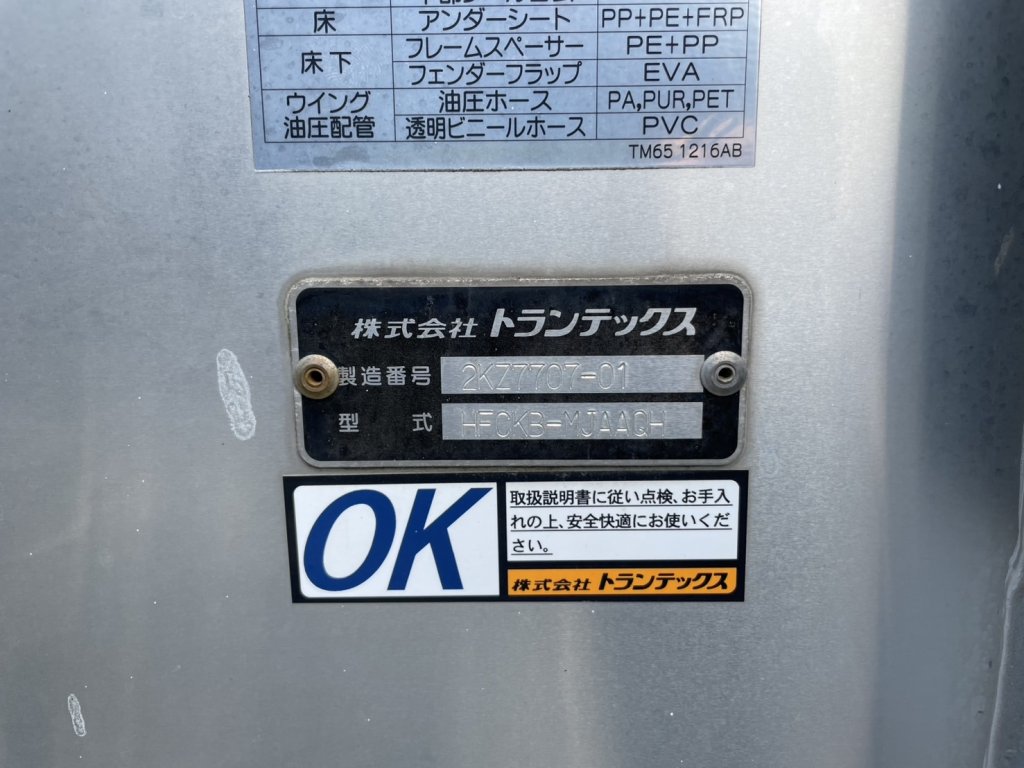 床 アンダーシート PP+PE+FRP
床下 フレームスペーサー PE+PP
フェンダーフラップ EVA
ウイング 油圧ホース PA,PUR,PET
油圧配管 透明ビニールホース PVC
TM65 1216AB
株式会社 トランテックス
製造番号 2KZ7707-01
型式 HFCKB-MJAAQH
OK
取扱説明書に従い点検、お手入
れの上、安全快適にお使いくだ
さい。
株式会社 トランテックス